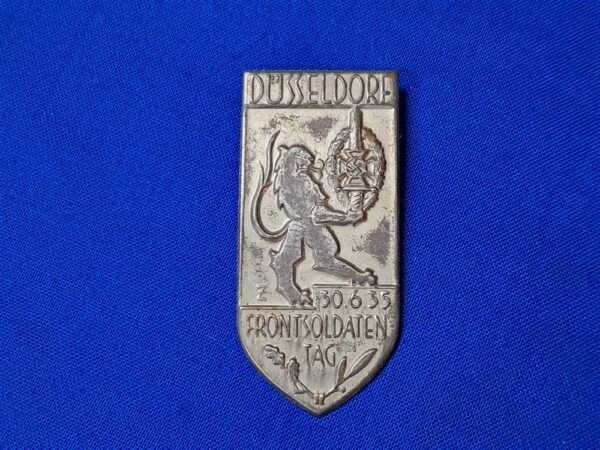 DÜSSELDORF
Z
30.6.35
FRONTSOLDATEN=
TAG